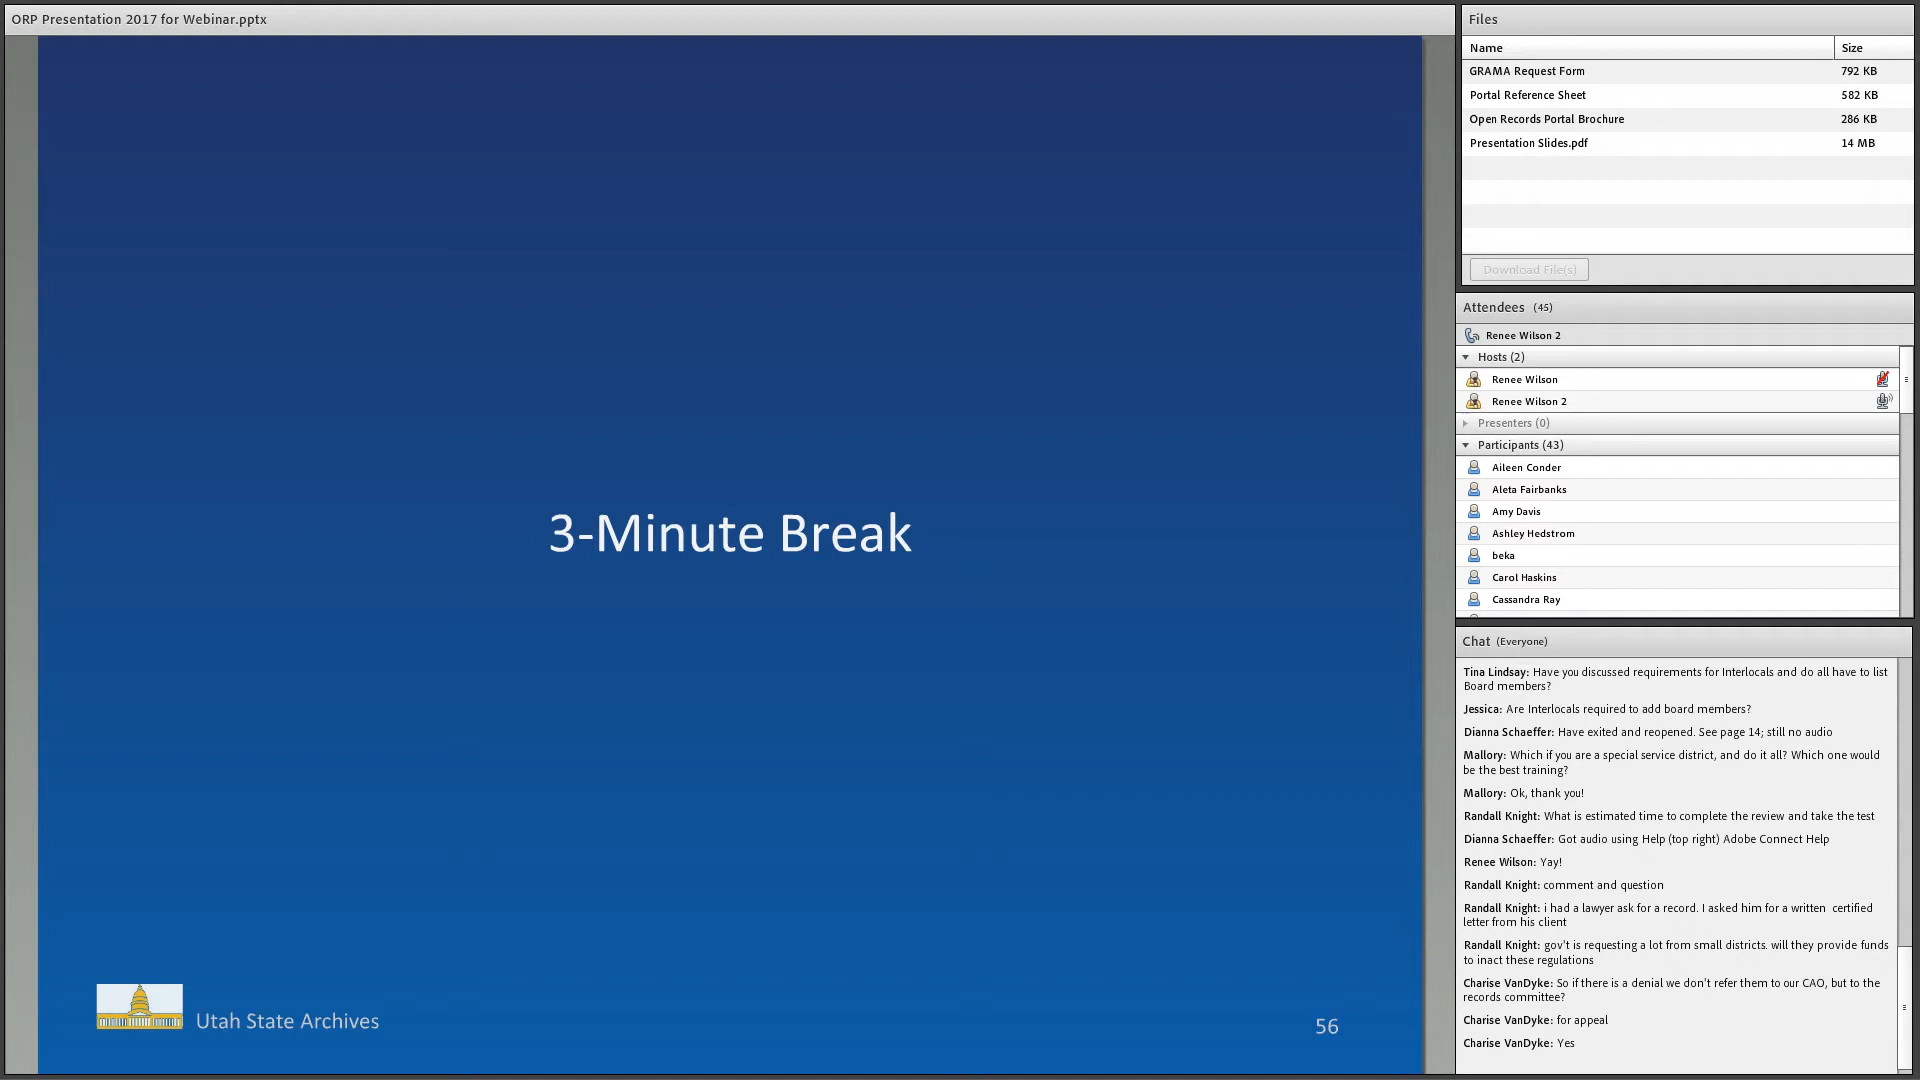 ORP Presentation 2017 for Webinar.pptx
3-Minute Break
Utah State Archives
56
Files
Name Size
GRAMA Request Form 792 KB
Portal Reference Sheet 582 KB
Open Records Portal Brochure 286 KB
Presentation Slides.pdf 14 MB
Download File(s)
Attendees (45)
Renee Wilson 2
Hosts (2)
Renee Wilson
Renee Wilson 2
Presenters (0)
Participants (43)
Aileen Conder
Aleta Fairbanks
Amy Davis
Ashley Hedstrom
beka
Carol Haskins
Cassandra Ray
Chat (Everyone)
Tina Lindsay: Have you discussed requirements for Interlocals and do all have to list
Board members?
Jessica: Are Interlocals required to add board members?
Dianna Schaeffer: Have exited and reopened. See page 14; still no audio
Mallory: Which if you are a special service district, and do it all? Which one would
be the best training?
Mallory: Ok, thank you!
Randall Knight: What is estimated time to complete the review and take the test
Dianna Schaeffer: Got audio using Help (top right) Adobe Connect Help
Renee Wilson: Yay!
Randall Knight: comment and question
Randall Knight: i had a lawyer ask for a record. I asked him for a written certified
letter from his client
Randall Knight: gov't is requesting a lot from small districts. will they provide funds
to inact these regulations
Charise VanDyke: So if there is a denial we don't refer them to our CAO, but to the
records committee?
Charise VanDyke: for appeal
Charise VanDyke: Yes